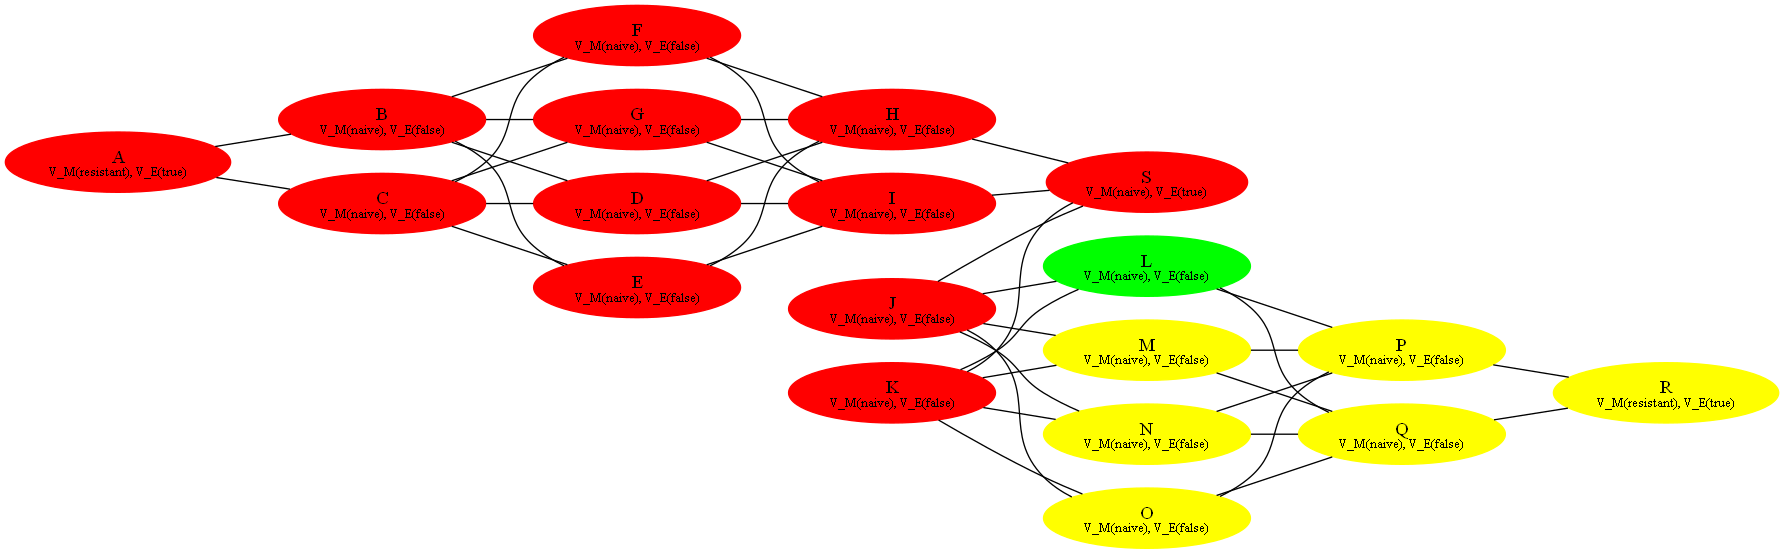 A
V_M(resistant), V_E(true)
B
V_M(naive), V_E(false)
C
V_M(naive), V_E(false)
F
V_M(naive), V_E(false)
G
V_M(naive), V_E(false)
D
V_M(naive), V_E(false)
E
V_M(naive), V_E(false)
H
V_M(naive), V_E(false)
I
V_M(naive), V_E(false)
J
V_M(naive), V_E(false)
K
V_M(naive), V_E(false)
S
V_M(naive), V_E(true)
L
V_M(naive), V_E(false)
M
V_M(naive), V_E(false)
N
V_M(naive), V_E(false)
O
V_M(naive), V_E(false)
P
V_M(naive), V_E(false)
Q
V_M(naive), V_E(false)
R
V_M(resistant), V_E(true)